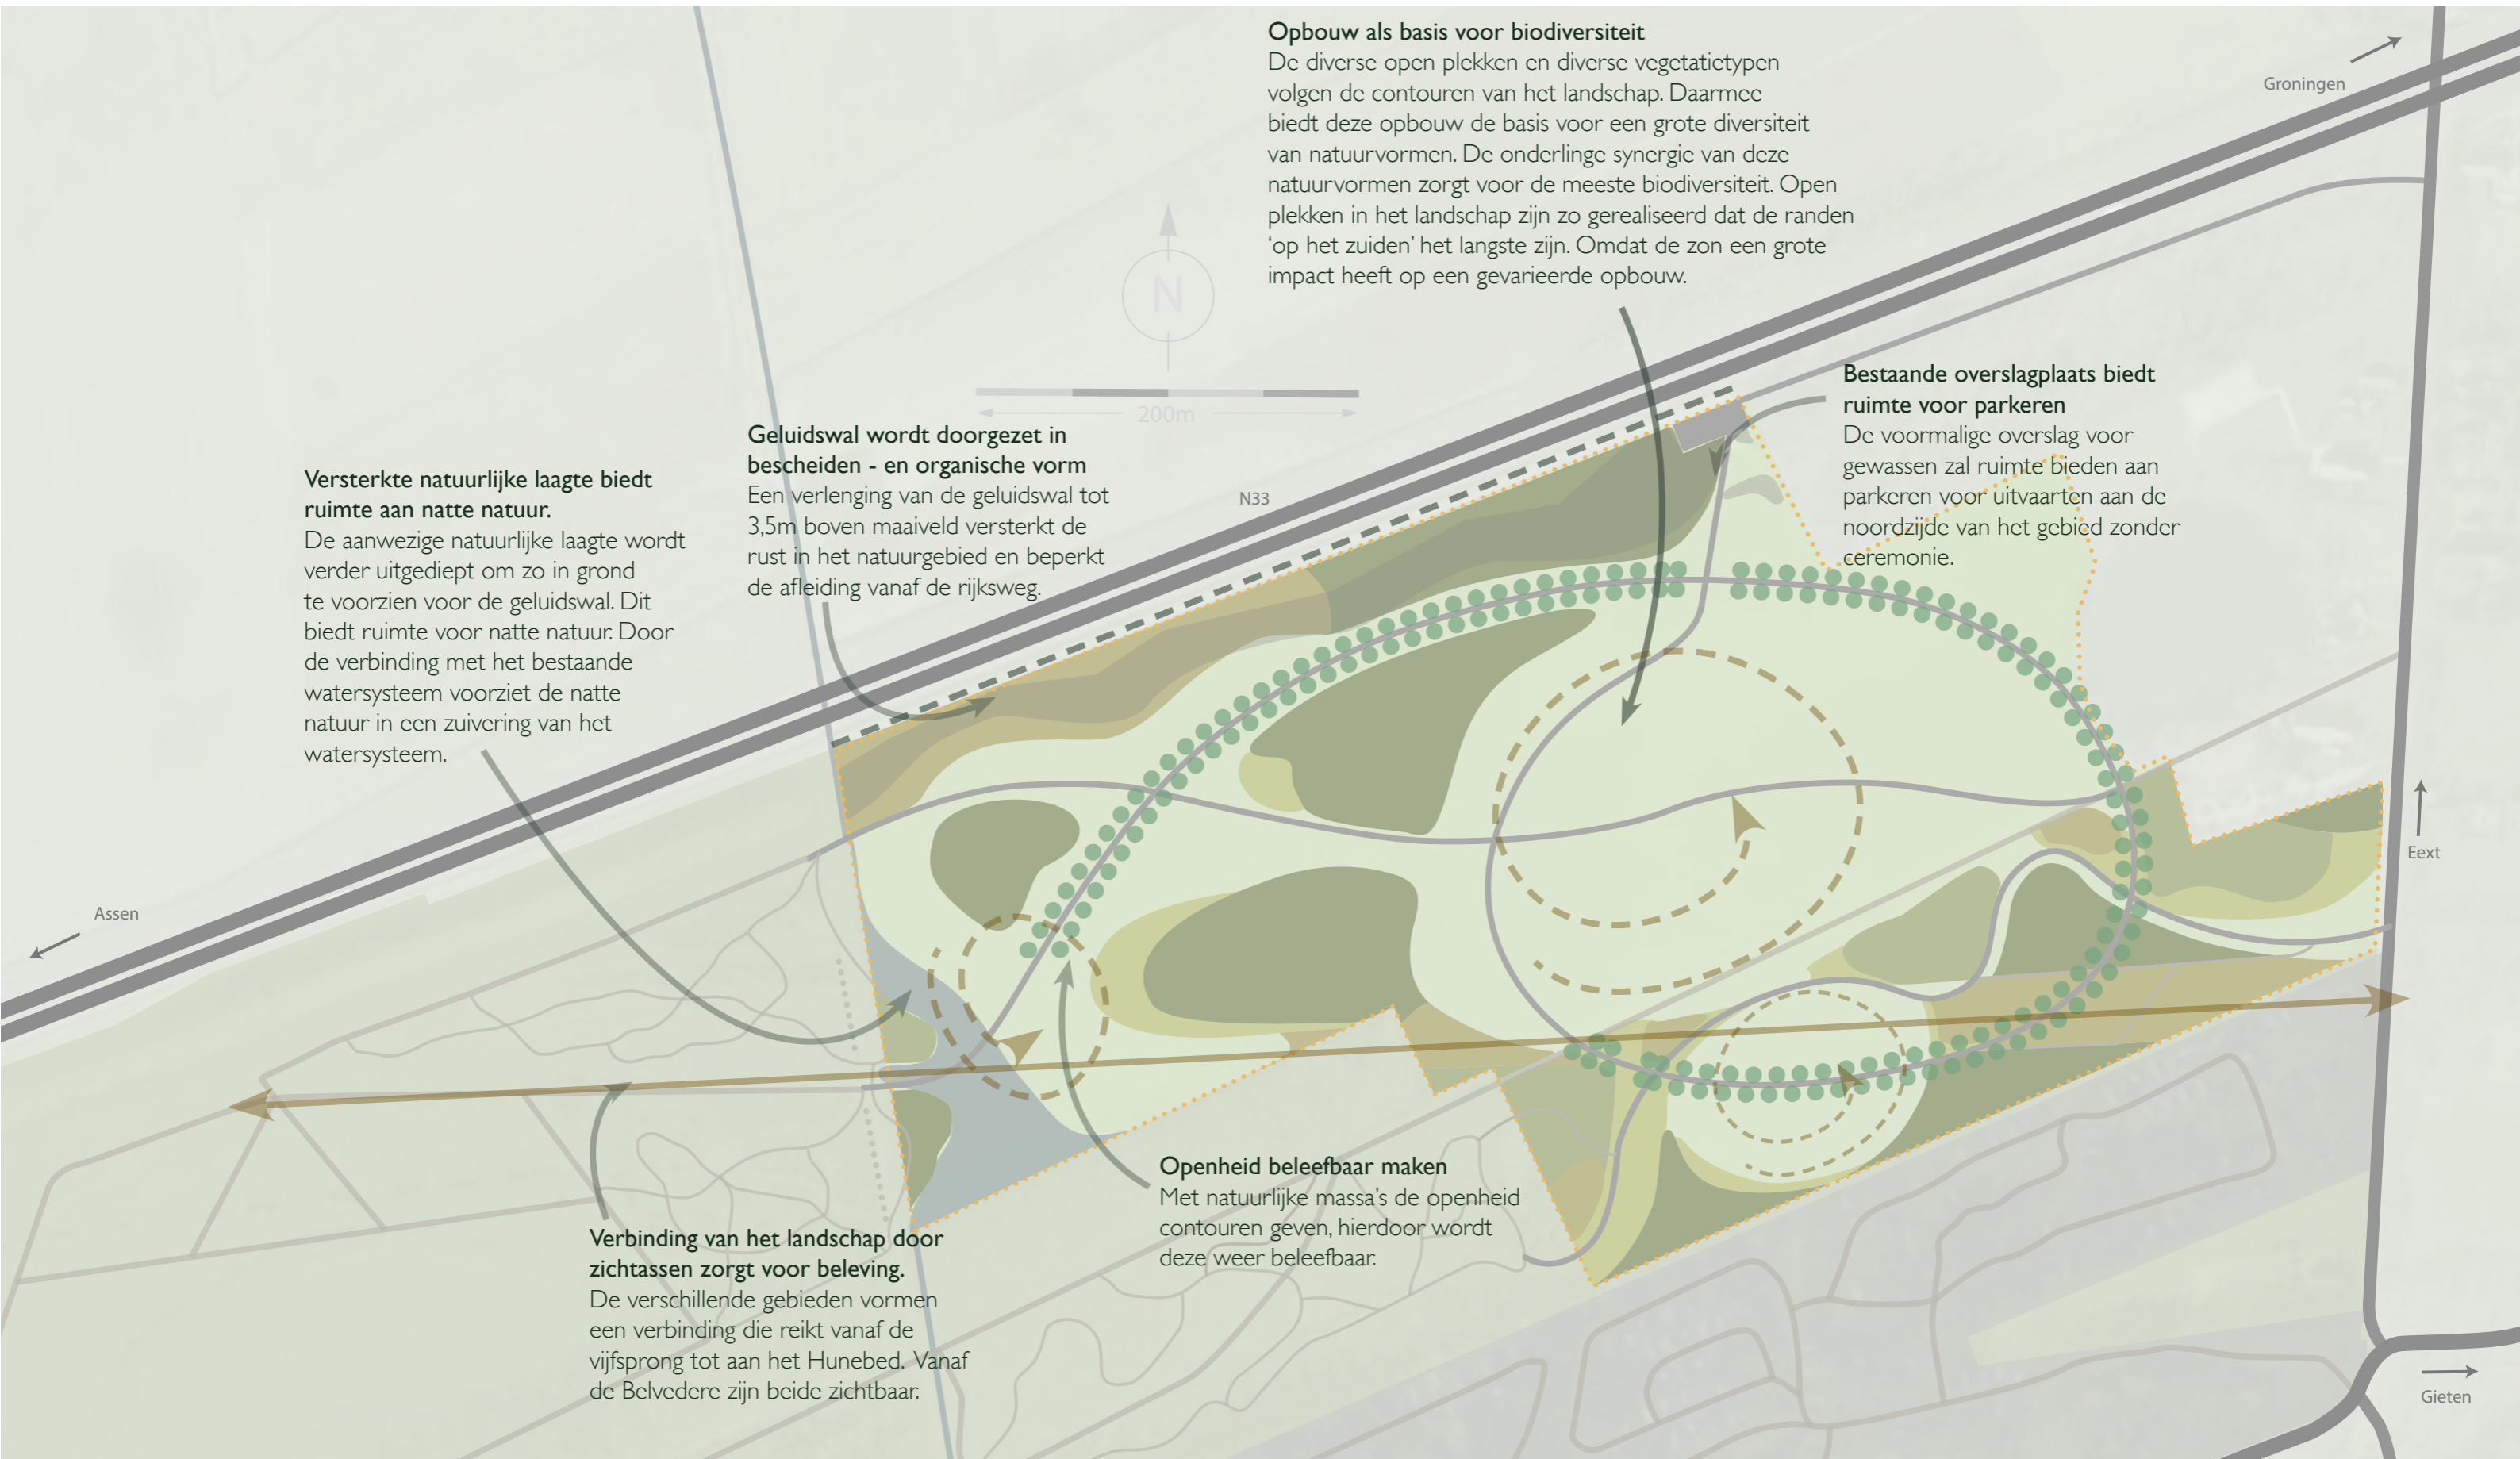 Opbouw als basis voor biodiversiteit
De diverse open plekken en diverse vegetatietypen
volgen de contouren van het landschap. Daarmee
biedt deze opbouw de basis voor een grote diversiteit
van natuurvormen. De onderlinge synergie van deze
natuurvormen zorgt voor de meeste biodiversiteit. Open
plekken in het landschap zijn zo gerealiseerd dat de randen
‘op het zuiden’ het langste zijn. Omdat de zon een grote
impact heeft op een gevarieerde opbouw.
Groningen
N
200m
Bestaande overslagplaats biedt
ruimte voor parkeren
De voormalige overslag voor
gewassen zal ruimte bieden aan
parkeren voor uitvaarten aan de
noordzijde van het gebied zonder
ceremonie.
Geluidswal wordt doorgezet in
bescheiden - en organische vorm
Een verlenging van de geluidswal tot
3,5m boven maaiveld versterkt de
rust in het natuurgebied en beperkt
de afleiding vanaf de rijksweg.
N33
Versterkte natuurlijke laagte biedt
ruimte aan natte natuur.
De aanwezige natuurlijke laagte wordt
verder uitgediept om zo in grond
te voorzien voor de geluidswal. Dit
biedt ruimte voor natte natuur. Door
de verbinding met het bestaande
watersysteem voorziet de natte
natuur in een zuivering van het
watersysteem.
Eext
Assen
Openheid beleefbaar maken
Met natuurlijke massa’s de openheid
contouren geven, hierdoor wordt
deze weer beleefbaar.
Verbinding van het landschap door
zichtassen zorgt voor beleving.
De verschillende gebieden vormen
een verbinding die reikt vanaf de
vijfsprong tot aan het Hunebed. Vanaf
de Belvedere zijn beide zichtbaar.
Gieten